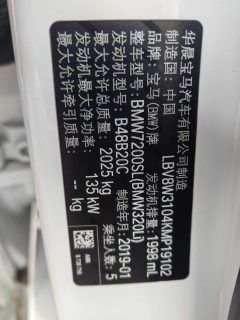 华晨宝马汽车有限公司制造
制造国 中国 LBV8W3104KMP19102
品牌：宝马(BMW)牌 发动机排量：1998 mL
整车型号：BMW7200SL(BMW320Li)
发动机型号：B48B20C 制造年月：2019-01
最大允许总质量：2025 kg 乘坐人数：5
发动机最大净功率：135 kW
最大允许牵引质量：-- kg